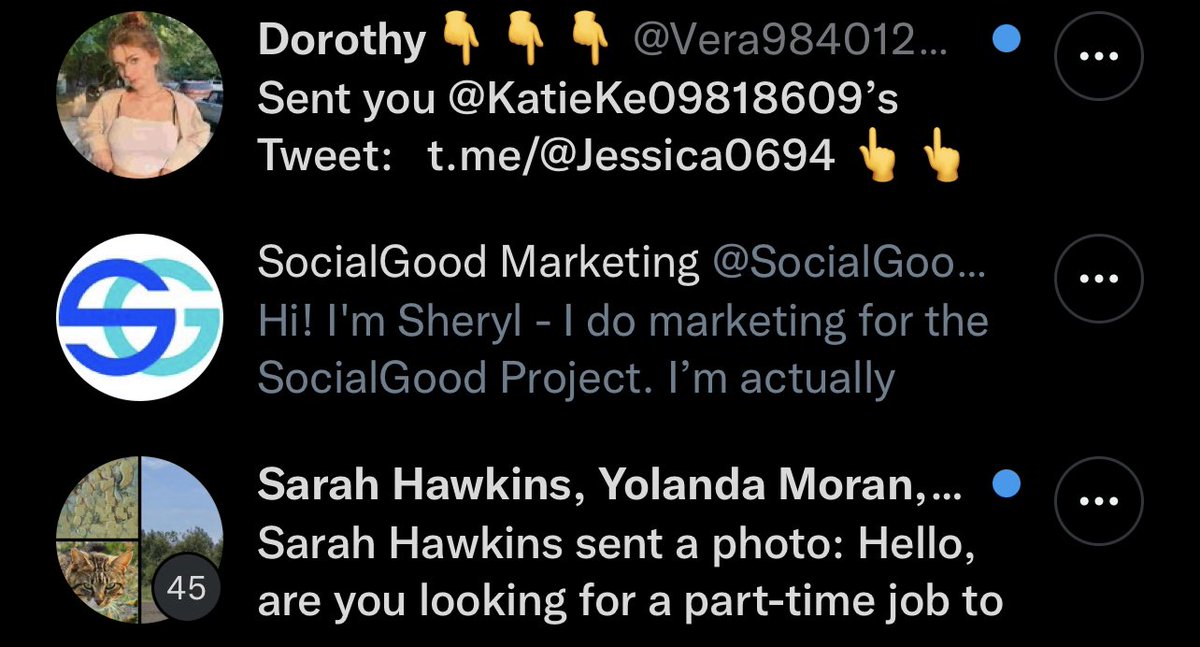 Dorothy 👇 👇 👇 @Vera984012...
Sent you @KatieKe09818609’s
Tweet: t.me/@Jessica0694 👆 👆
SocialGood Marketing @SocialGoo...
Hi! I'm Sheryl - I do marketing for the
SocialGood Project. I’m actually
Sarah Hawkins, Yolanda Moran,...
Sarah Hawkins sent a photo: Hello,
are you looking for a part-time job to
45